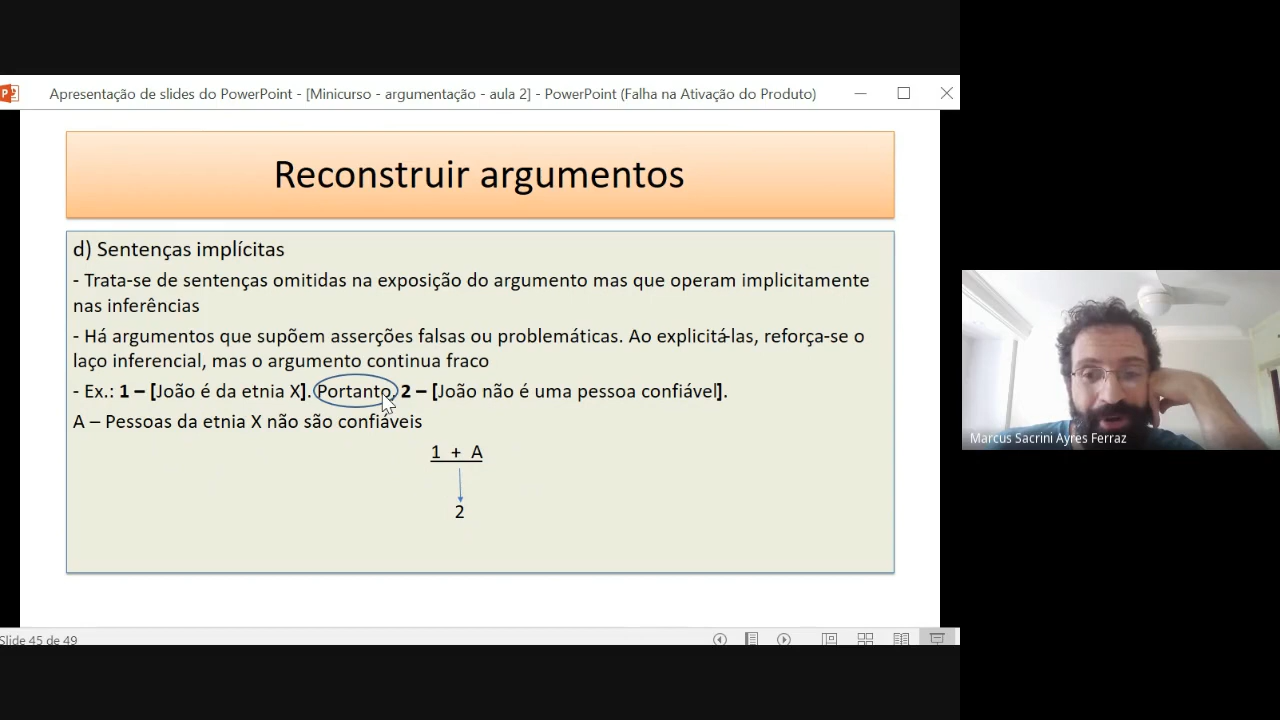 Apresentação de slides do PowerPoint - [Minicurso - argumentação - aula 2] - PowerPoint (Falha na Ativação do Produto)
Reconstruir argumentos
d) Sentenças implícitas
- Trata-se de sentenças omitidas na exposição do argumento mas que operam implicitamente
nas inferências
- Há argumentos que supõem asserções falsas ou problemáticas. Ao explicitá-las, reforça-se o
laço inferencial, mas o argumento continua fraco
- Ex.: 1 – [João é da etnia X]. Portanto, 2 – [João não é uma pessoa confiável].
A – Pessoas da etnia X não são confiáveis
1 + A
2
Marcus Sacrini Ayres Ferraz
Slide 45 de 49